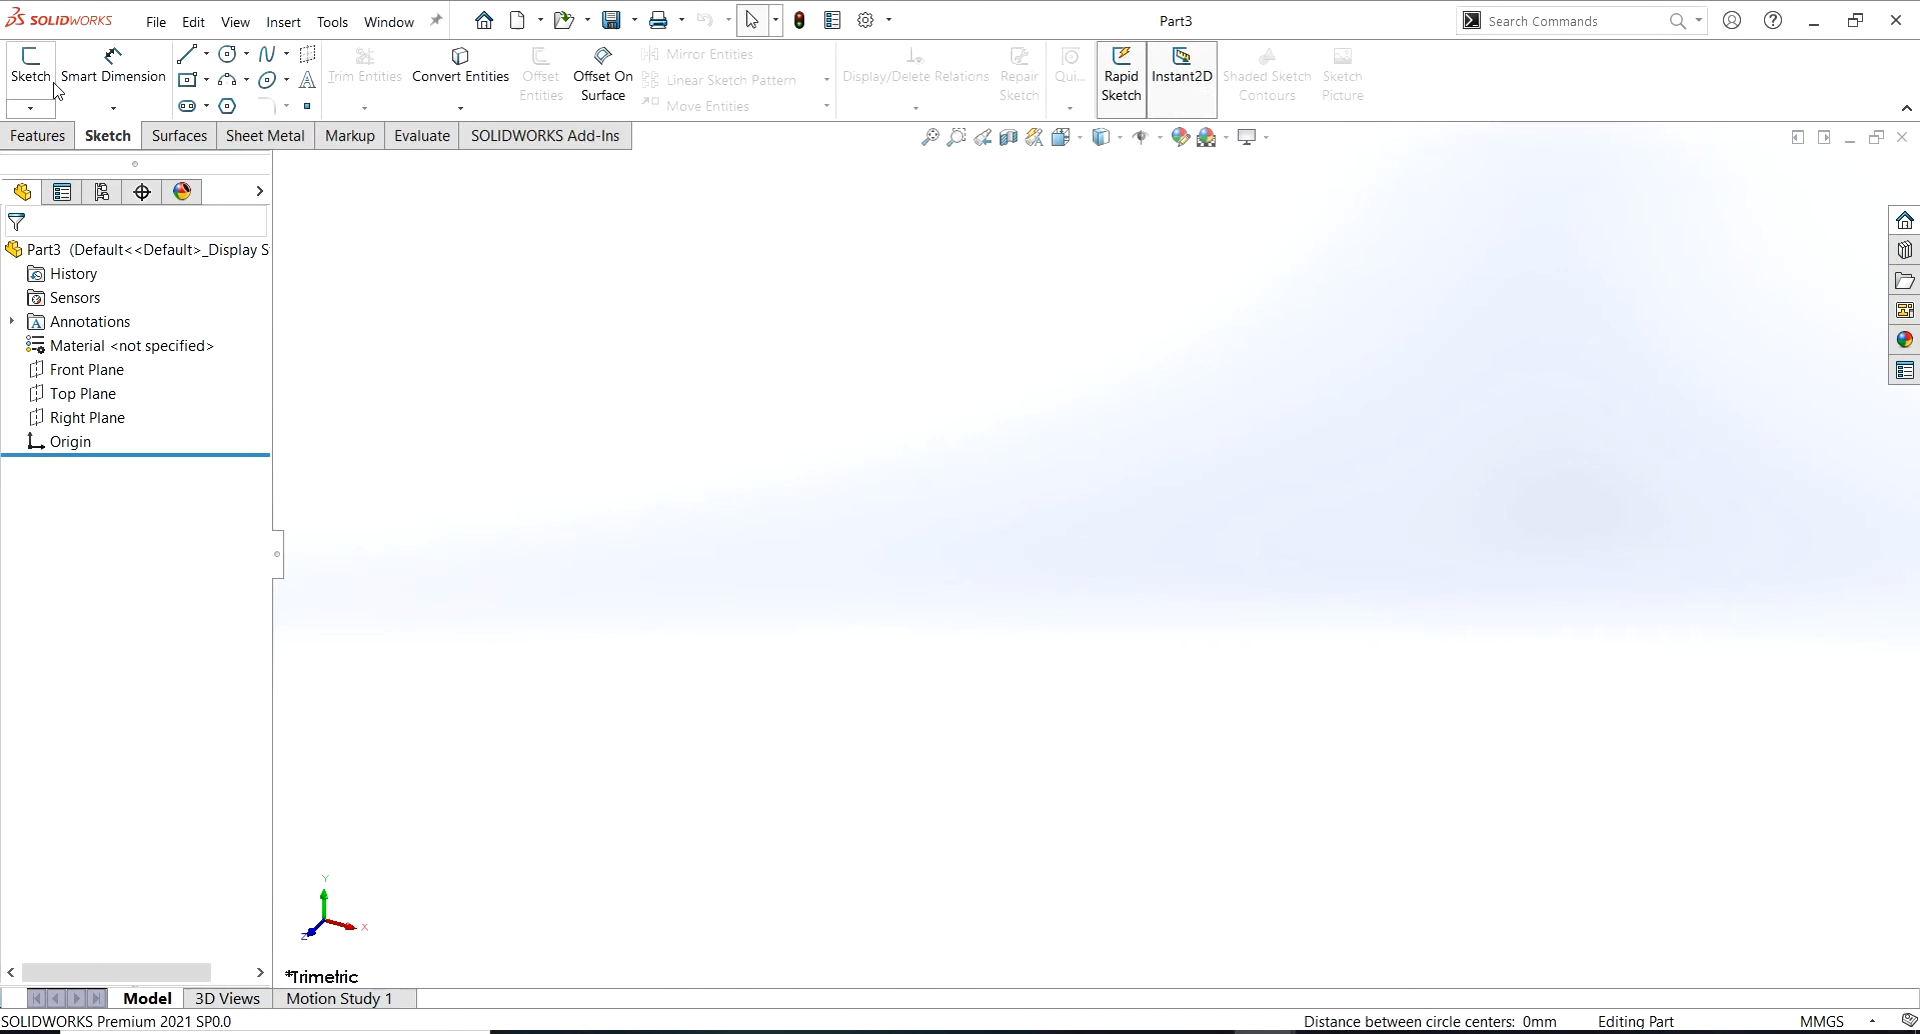 SOLIDWORKS File Edit View Insert Tools Window Part3 Search Commands
Sketch Smart Dimension Trim Entities Convert Entities Offset Entities Offset On Surface Mirror Entities Linear Sketch Pattern Move Entities Display/Delete Relations Repair Sketch Qui... Rapid Sketch Instant2D Shaded Sketch Contours Sketch Picture
Features Sketch Surfaces Sheet Metal Markup Evaluate SOLIDWORKS Add-Ins
Part3 (Default<<Default>_Display S
History
Sensors
Annotations
Material <not specified>
Front Plane
Top Plane
Right Plane
Origin
Y
X
Z
*Trimetric
Model 3D Views Motion Study 1
SOLIDWORKS Premium 2021 SP0.0 Distance between circle centers: 0mm Editing Part MMGS